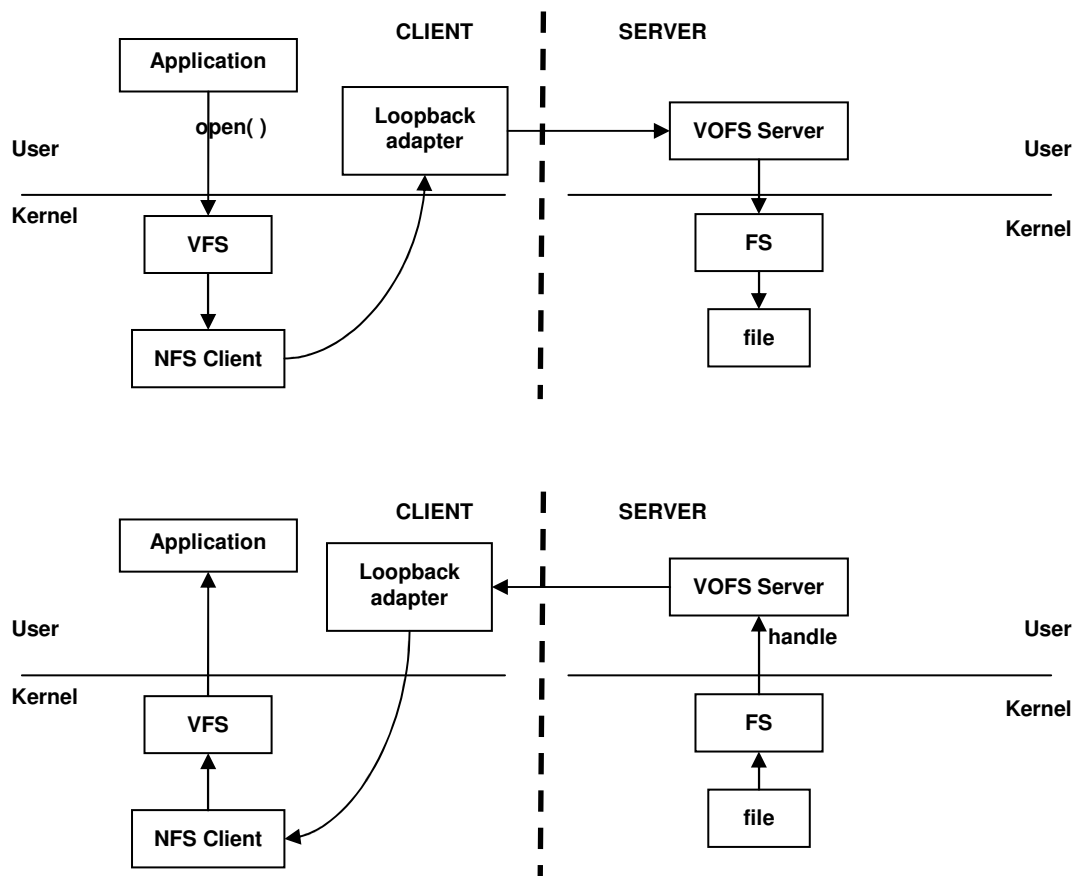 CLIENT
SERVER
Application
open( )
Loopback
adapter
VOFS Server
User
User
Kernel
Kernel
VFS
FS
NFS Client
file
CLIENT
SERVER
Application
Loopback
adapter
VOFS Server
handle
User
User
Kernel
Kernel
VFS
FS
NFS Client
file